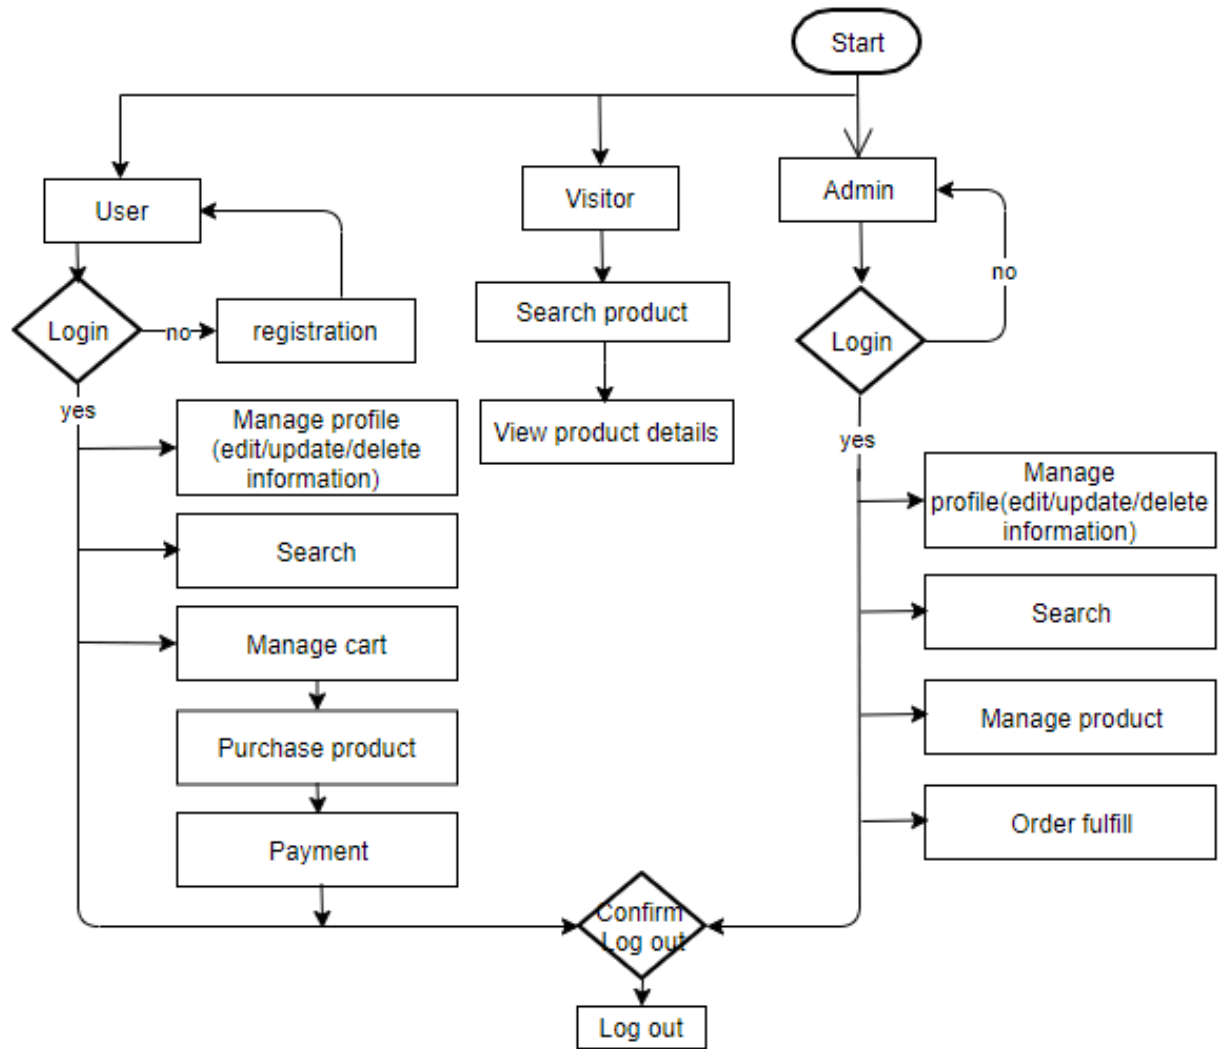 Start
User
Visitor
Admin
Login
no
registration
Search product
Login
no
yes
Manage profile
(edit/update/delete
information)
View product details
yes
Manage
profile(edit/update/delete
information)
Search
Search
Manage cart
Manage product
Purchase product
Order fulfill
Payment
Confirm
Log out
Log out